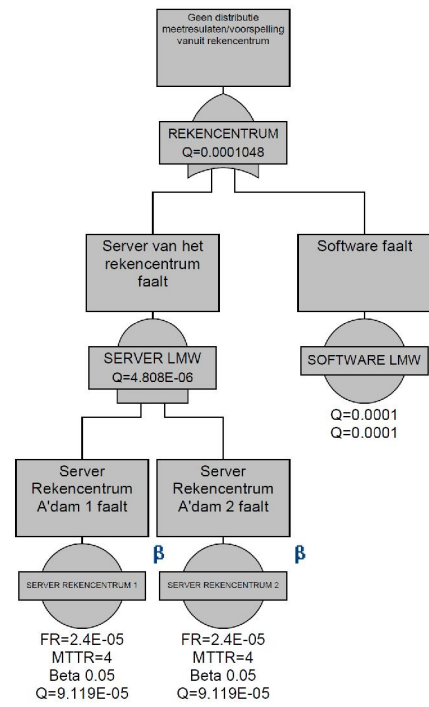 Geen distributie
meetresulaten/voorspelling
vanuit rekencentrum
REKENCENTRUM
Q=0.0001048
Server van het
rekencentrum
faalt
Software faalt
SERVER LMW
Q=4.808E-06
SOFTWARE LMW
Q=0.0001
Q=0.0001
Server
Rekencentrum
A'dam 1 faalt
Server
Rekencentrum
A'dam 2 faalt
β
β
SERVER REKENCENTRUM 1
SERVER REKENCENTRUM 2
FR=2.4E-05
MTTR=4
Beta 0.05
Q=9.119E-05
FR=2.4E-05
MTTR=4
Beta 0.05
Q=9.119E-05